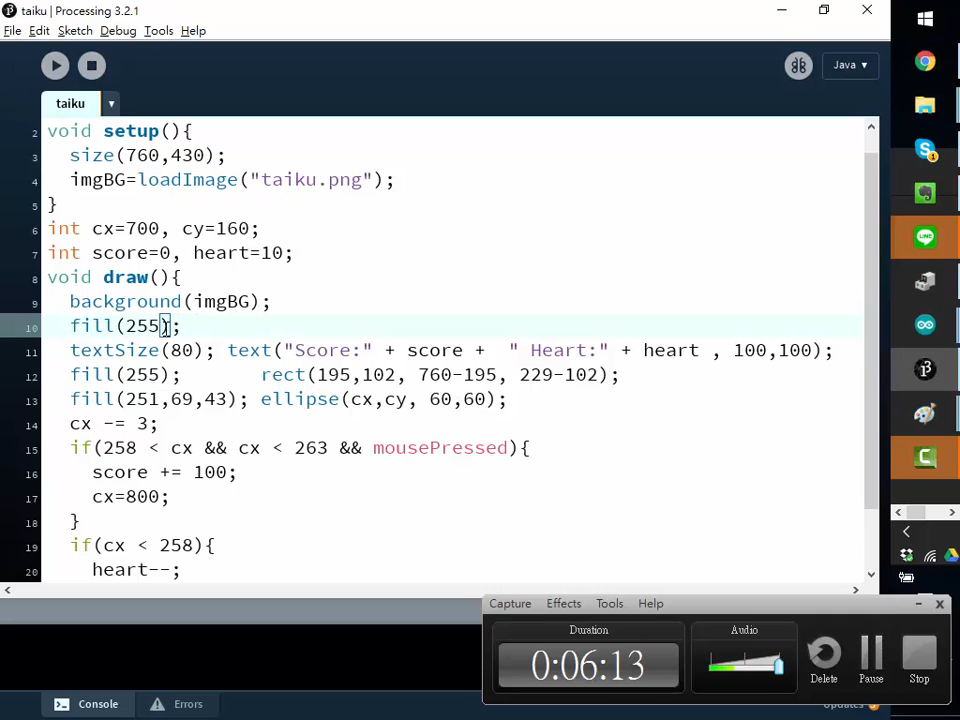 taiku | Processing 3.2.1
File Edit Sketch Debug Tools Help
Java ▾
taiku ▾
2 void setup(){
3 size(760,430);
4 imgBG=loadImage("taiku.png");
5 }
6 int cx=700, cy=160;
7 int score=0, heart=10;
8 void draw(){
9 background(imgBG);
10 fill(255);
11 textSize(80); text("Score:" + score + " Heart:" + heart , 100,100);
12 fill(255); rect(195,102, 760-195, 229-102);
13 fill(251,69,43); ellipse(cx,cy, 60,60);
14 cx -= 3;
15 if(258 < cx && cx < 263 && mousePressed){
16 score += 100;
17 cx=800;
18 }
19 if(cx < 258){
20 heart--;
Capture Effects Tools Help
Duration
0:06:13
Audio
Delete Pause Stop
Console Errors
Updates